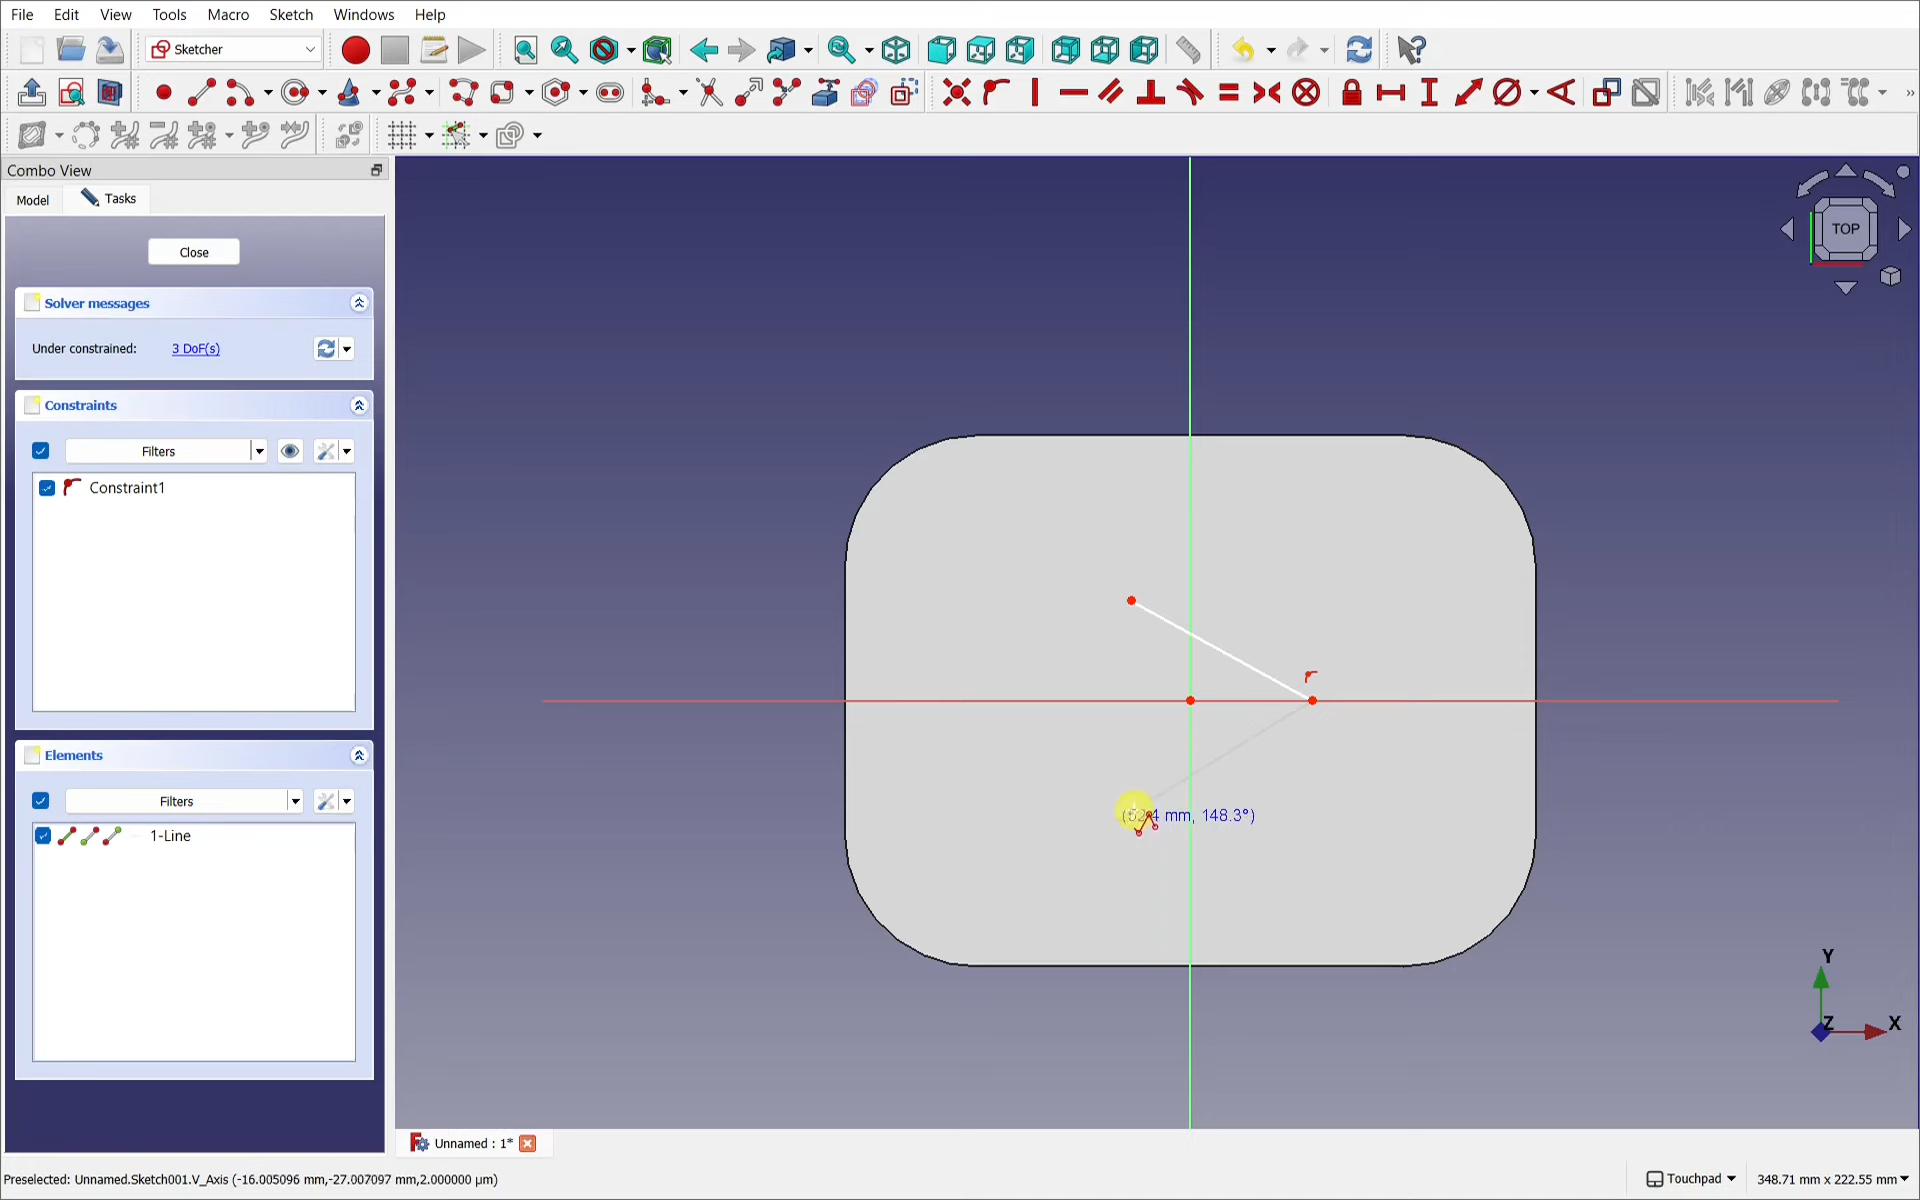 File Edit View Tools Macro Sketch Windows Help
Sketcher
Combo View
Model Tasks
Close
Solver messages
Under constrained: 3 DoF(s)
Constraints
Filters
Constraint1
Elements
Filters
1-Line
TOP
(62.4 mm, 148.3°)
Y
Z X
Unnamed : 1*
Preselected: Unnamed.Sketch001.V_Axis (-16.005096 mm,-27.007097 mm,2.000000 µm)
Touchpad
348.71 mm x 222.55 mm